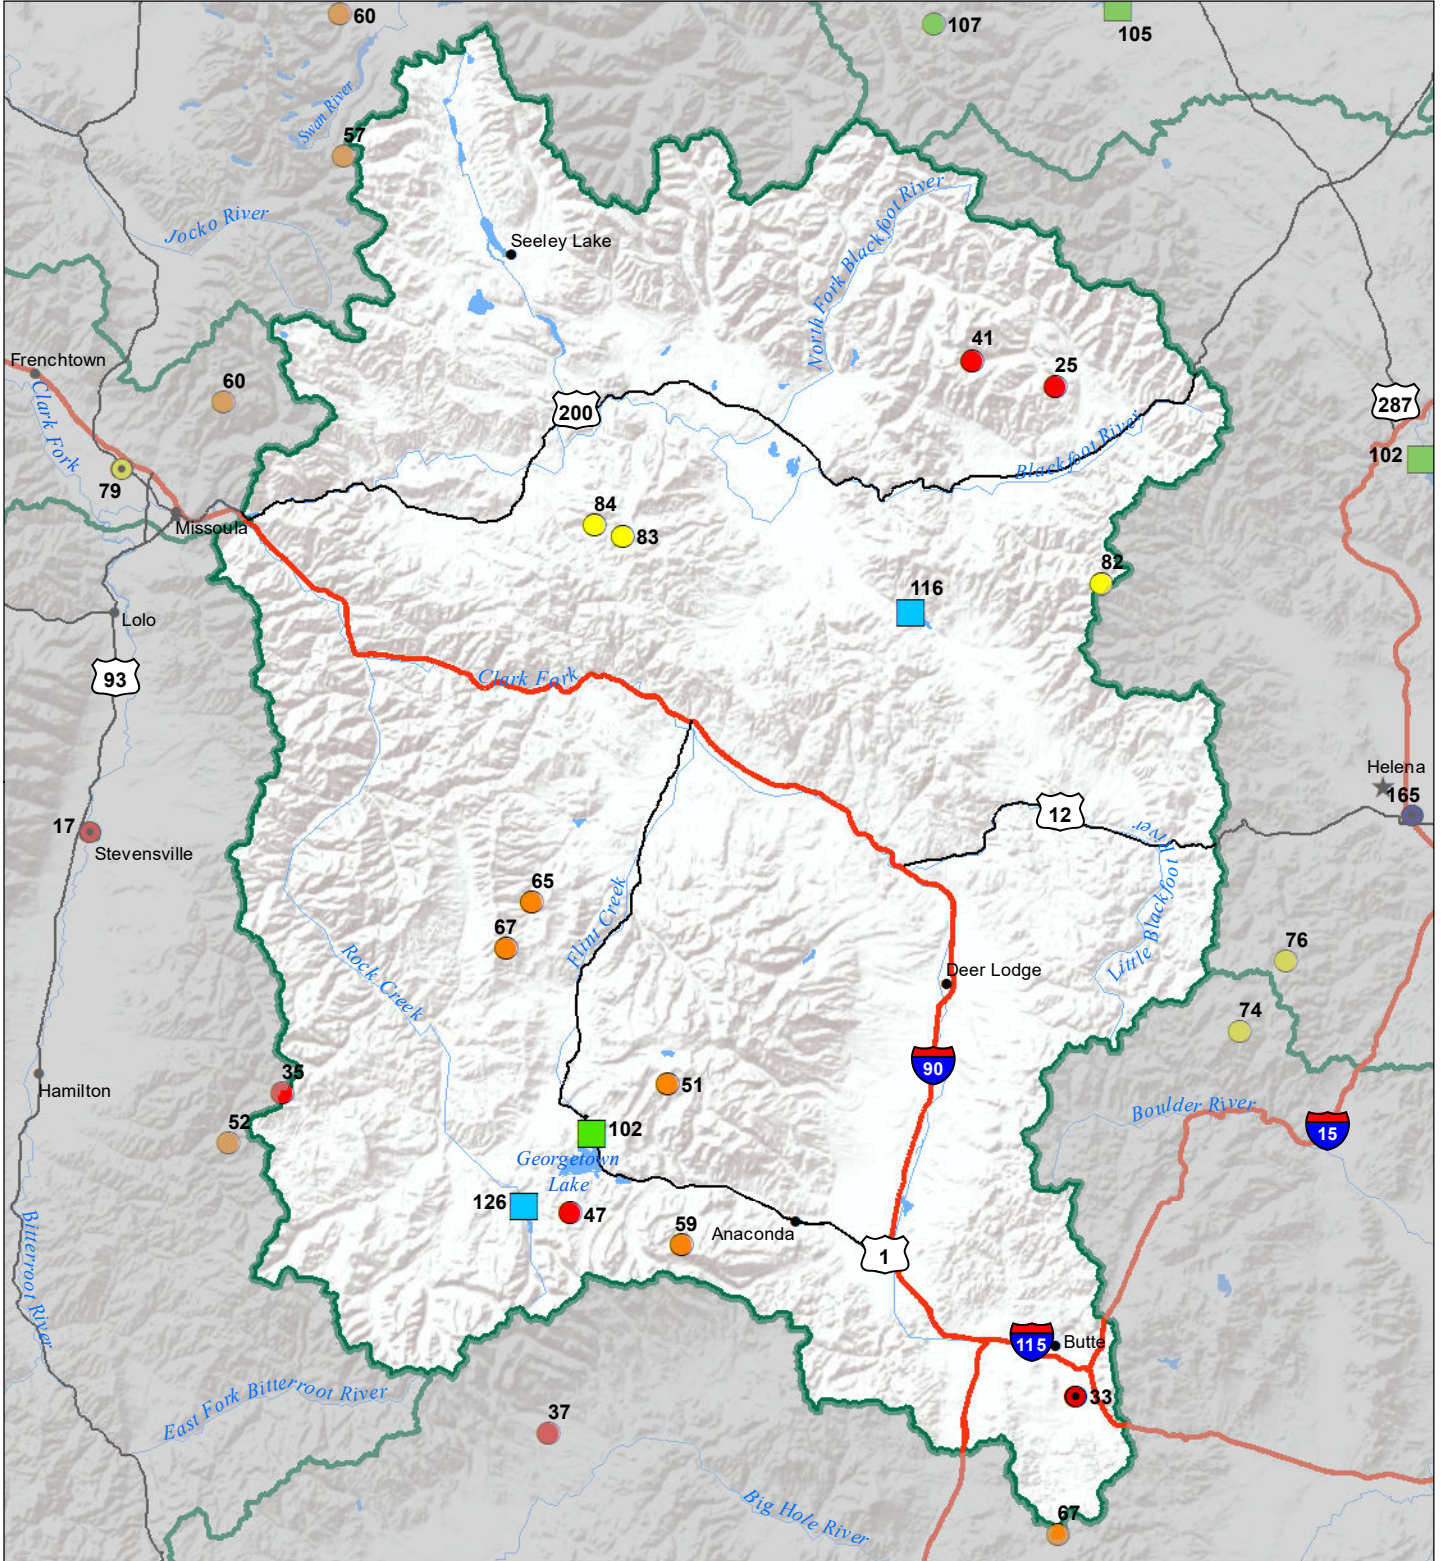 60
107
105
Swan River
57
Jocko River
Seeley Lake
North Fork Blackfoot River
41
25
Frenchtown
60
200
287
Clark Fork
Blackfoot River
102
79
84
83
Missoula
82
116
Lolo
93
Clark Fork
Helena
165
12
17
Stevensville
Little Blackfoot River
65
67
Flint Creek
76
Rock Creek
Deer Lodge
74
90
35
Hamilton
51
52
102
Boulder River
15
Georgetown
Lake
126
47
59
Anaconda
1
Bitterroot River
115
Butte
33
East Fork Bitterroot River
37
Big Hole River
67